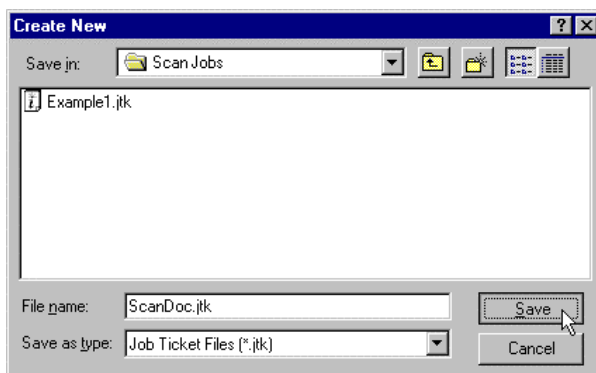 Create New
Save in: Scan Jobs
Example1.jtk
File name: ScanDoc.jtk Save
Save as type: Job Ticket Files (*.jtk) Cancel